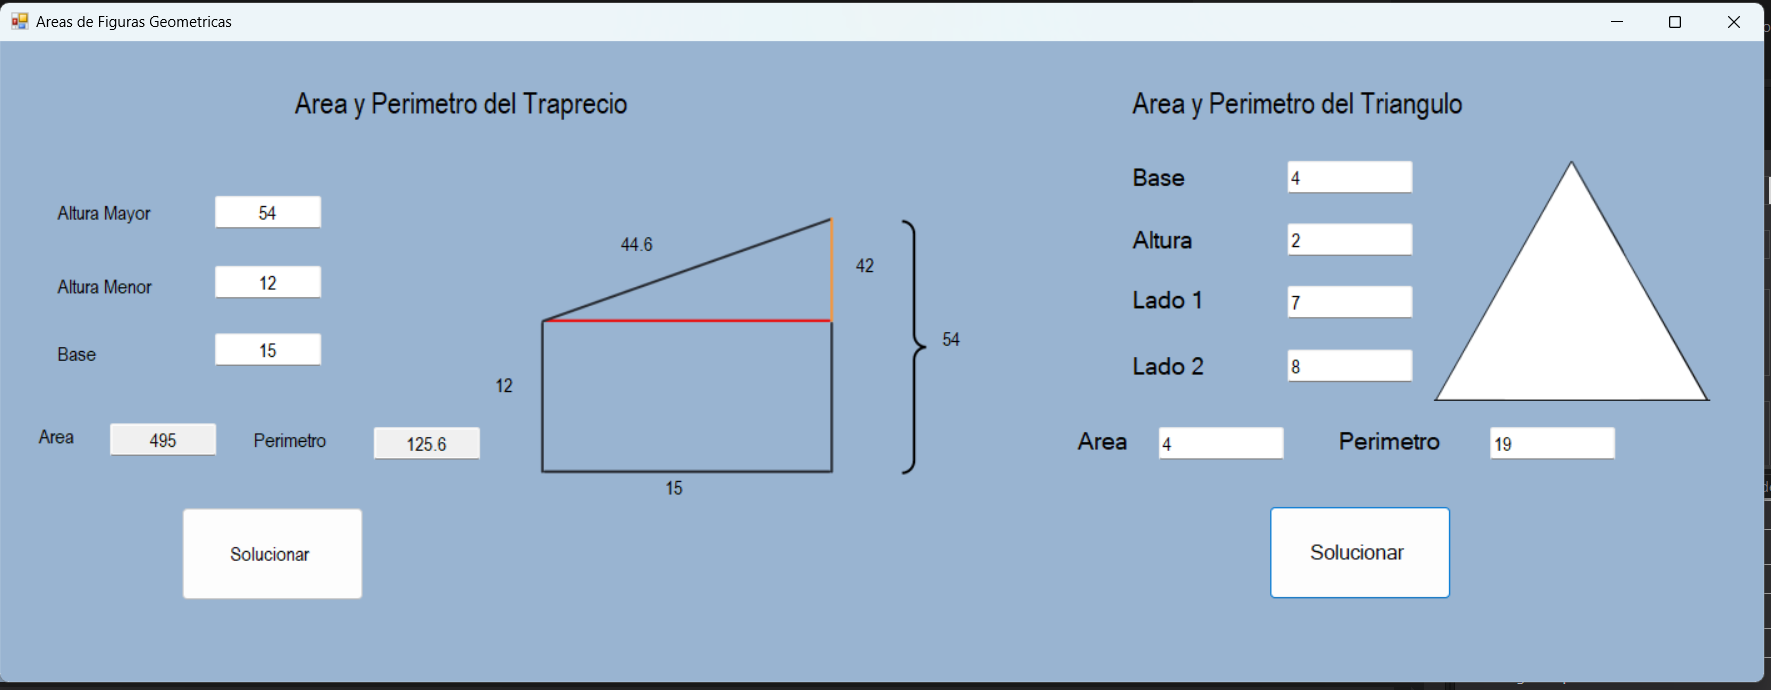 Areas de Figuras Geometricas
Area y Perimetro del Traprecio
Altura Mayor 54
Altura Menor 12
Base 15
Area 495 Perimetro 125.6
Solucionar
44.6
42
54
12
15
Area y Perimetro del Triangulo
Base 4
Altura 2
Lado 1 7
Lado 2 8
Area 4 Perimetro 19
Solucionar